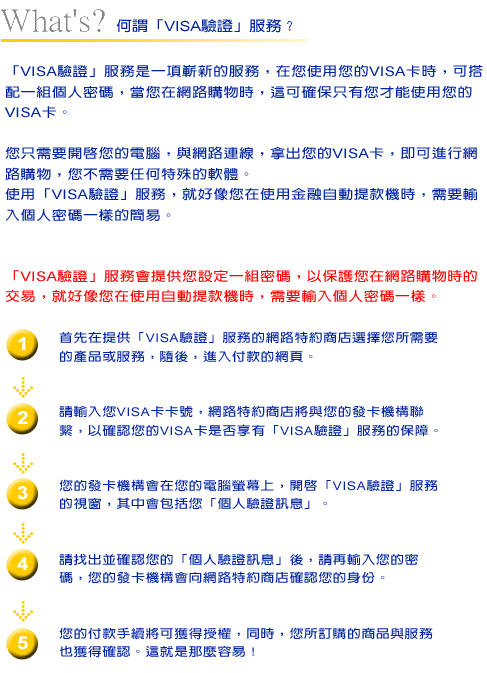 What's? 何謂「VISA驗證」服務？
「VISA驗證」服務是一項嶄新的服務，在您使用您的VISA卡時，可搭
配一組個人密碼，當您在網路購物時，這可確保只有您才能使用您的
VISA卡。
您只需要開啓您的電腦，與網路連線，拿出您的VISA卡，即可進行網
路購物，您不需要任何特殊的軟體。
使用「VISA驗證」服務，就好像您在使用金融自動提款機時，需要輸
入個人密碼一樣的簡易。
「VISA驗證」服務會提供您設定一組密碼，以保護您在網路購物時的
交易，就好像您在使用自動提款機時，需要輸入個人密碼一樣。
1 首先在提供「VISA驗證」服務的網路特約商店選擇您所需要
的產品或服務，隨後，進入付款的網頁。
2 請輸入您VISA卡卡號，網路特約商店將與您的發卡機構聯
繫，以確認您的VISA卡是否享有「VISA驗證」服務的保障。
3 您的發卡機構會在您的電腦螢幕上，開啓「VISA驗證」服務
的視窗，其中會包括您「個人驗證訊息」。
4 請找出並確認您的「個人驗證訊息」後，請再輸入您的密
碼，您的發卡機構會向網路特約商店確認您的身份。
5 您的付款手續將可獲得授權，同時，您所訂購的商品與服務
也獲得確認。這就是那麼容易！